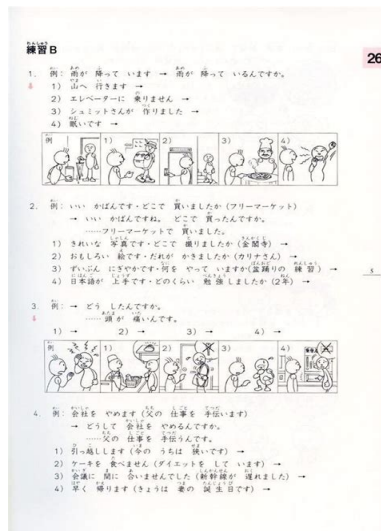 練習B
26
1. 例: 雨が 降って います → 雨が 降って いるんですか。
1) 山へ 行きます →
2) エレベーターに 乗りません →
3) シュミットさんが 作りました →
4) 眠いです →
例 1) 2) 3) 4)
2. 例: いい かばんです・どこで 買いましたか (フリーマーケット)
→ いい かばんですね。 どこで 買ったんですか。
……フリーマーケットで 買いました。
1) きれいな 写真です・どこで 撮りましたか (金閣寺) →
2) おもしろい 絵です・だれが かきましたか (カリナさん) →
3) ずいぶん にぎやかです・何を やって いますか (盆踊りの 練習) →
4) 日本語が 上手です・どのくらい 勉強しましたか (2年) →
5
3. 例: → どう したんですか。
……頭が 痛いんです。
1) → 2) → 3) → 4) →
例 1) 2) 3) 4)
4. 例: 会社を やめます (父の 仕事を 手伝います)
→ どうして 会社を やめるんですか。
……父の 仕事を 手伝うんです。
1) 引っ越しします (今の うちは 狭いです) →
2) ケーキを 食べません (ダイエットを して います) →
3) 会議に 間に 合いませんでした (新幹線が 遅れました) →
4) 早く 帰ります (きょうは 妻の 誕生日です) →